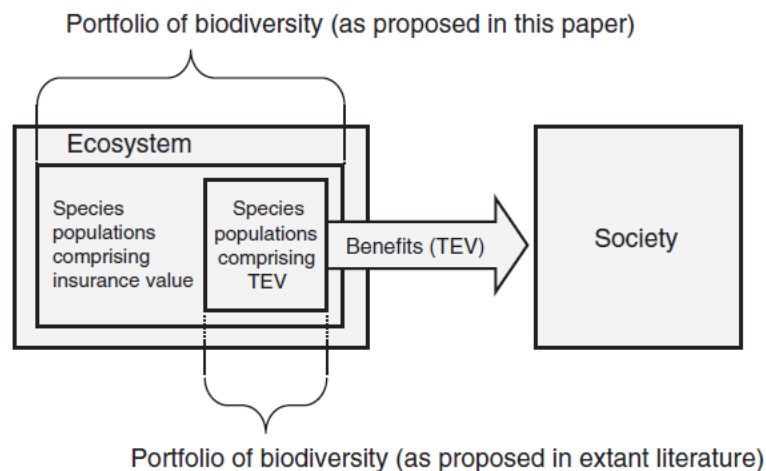 Portfolio of biodiversity (as proposed in this paper)
Ecosystem
Species
populations
comprising
insurance value
Species
populations
comprising
TEV
Benefits (TEV)
Society
Portfolio of biodiversity (as proposed in extant literature)